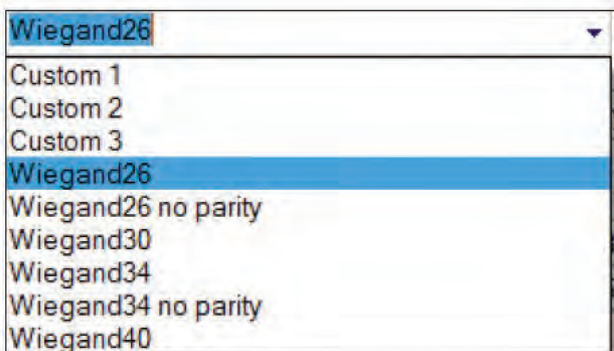 Wiegand26
Custom 1
Custom 2
Custom 3
Wiegand26
Wiegand26 no parity
Wiegand30
Wiegand34
Wiegand34 no parity
Wiegand40